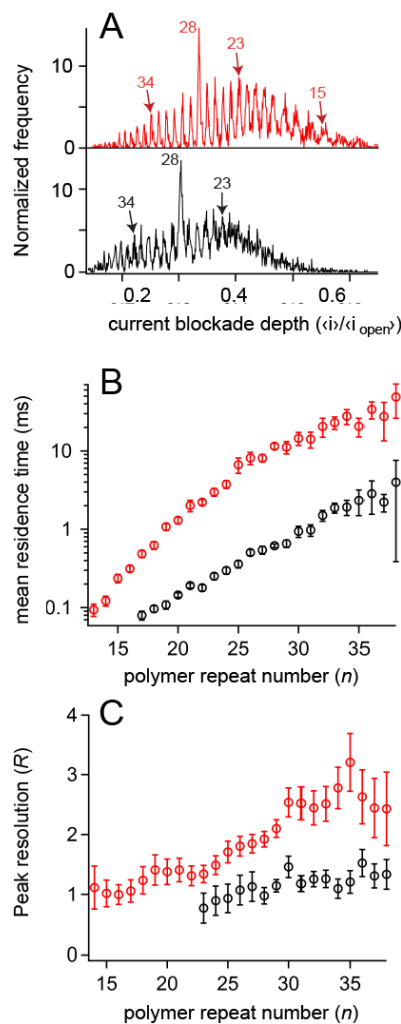 A
28
23
34
15
10
0
28
34
23
10
0
Normalized frequency
0.2 0.4 0.6
current blockade depth (‹i›/‹i open›)
B
10
1
0.1
mean residence time (ms)
15 20 25 30 35
polymer repeat number (n)
C
4
3
2
1
0
Peak resolution (R)
15 20 25 30 35
polymer repeat number (n)